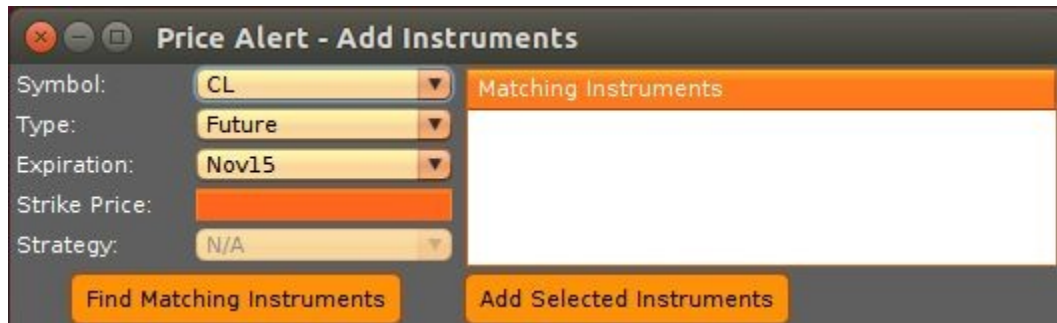 Price Alert - Add Instruments
Symbol: CL
Type: Future
Expiration: Nov15
Strike Price:
Strategy: N/A
Matching Instruments
Find Matching Instruments
Add Selected Instruments